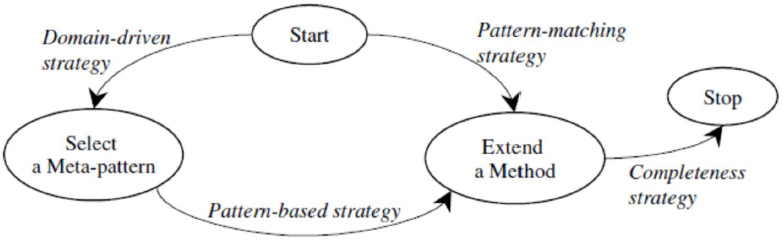 Start
Domain-driven
strategy
Pattern-matching
strategy
Stop
Select
a Meta-pattern
Extend
a Method
Completeness
strategy
Pattern-based strategy